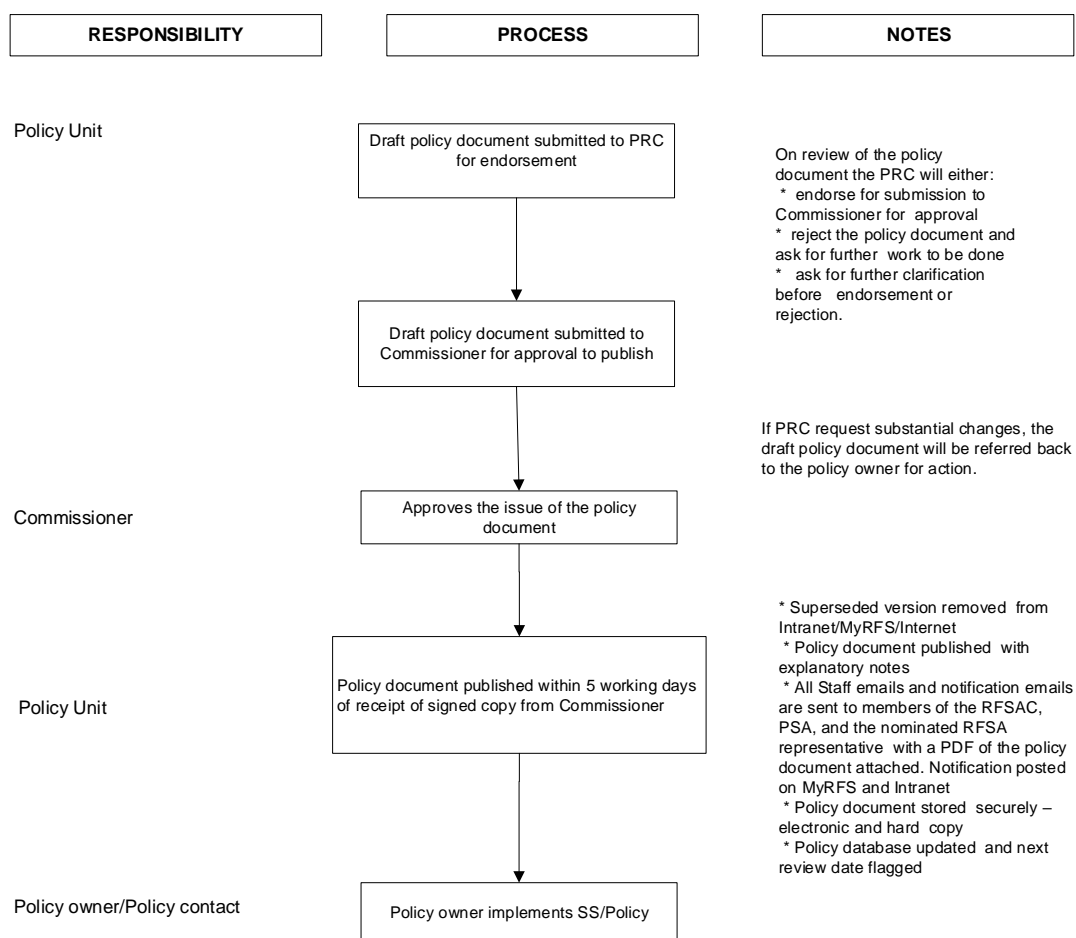 RESPONSIBILITY
PROCESS
NOTES
Policy Unit
Draft policy document submitted to PRC
for endorsement
On review of the policy
document the PRC will either:
* endorse for submission to
Commissioner for approval
* reject the policy document and
ask for further work to be done
* ask for further clarification
before endorsement or
rejection.
Draft policy document submitted to
Commissioner for approval to publish
If PRC request substantial changes, the
draft policy document will be referred back
to the policy owner for action.
Commissioner
Approves the issue of the policy
document
Policy Unit
Policy document published within 5 working days
of receipt of signed copy from Commissioner
* Superseded version removed from
Intranet/MyRFS/Internet
* Policy document published with
explanatory notes
* All Staff emails and notification emails
are sent to members of the RFSAC,
PSA, and the nominated RFSA
representative with a PDF of the policy
document attached. Notification posted
on MyRFS and Intranet
* Policy document stored securely –
electronic and hard copy
* Policy database updated and next
review date flagged
Policy owner/Policy contact
Policy owner implements SS/Policy